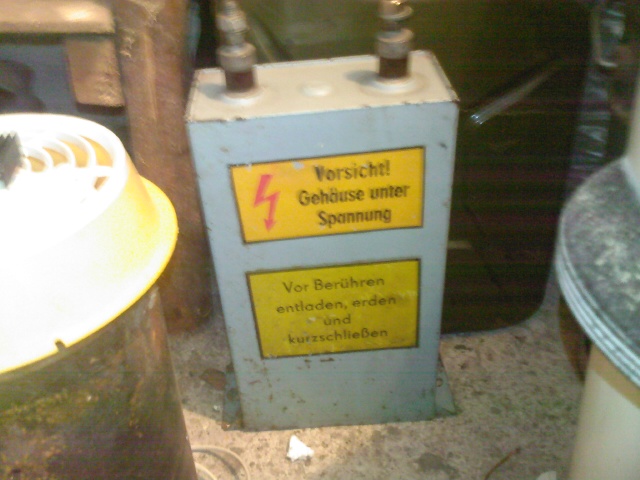 Vorsicht!
Gehäuse unter
Spannung
Vor Berühren
entladen, erden
und
kurzschließen